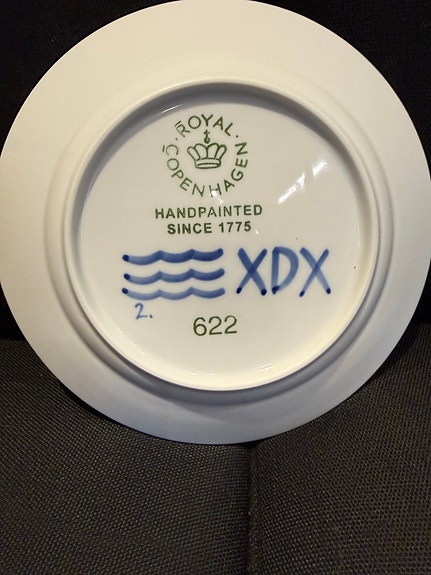 ROYAL
COPENHAGEN
HANDPAINTED
SINCE 1775
XDX
2.
622